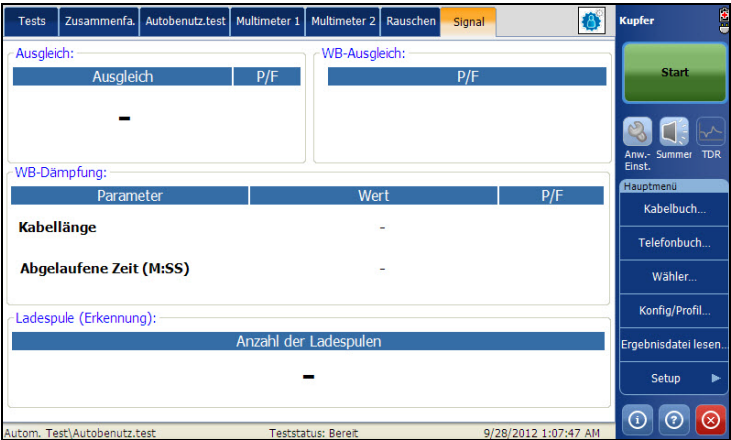 Tests Zusammenfa. Autobenutz.test Multimeter 1 Multimeter 2 Rauschen Signal
Kupfer
Ausgleich:
Ausgleich P/F
-
WB-Ausgleich:
P/F
WB-Dämpfung:
Parameter Wert P/F
Kabellänge -
Abgelaufene Zeit (M:SS) -
Ladespule (Erkennung):
Anzahl der Ladespulen
-
Autom. Test\Autobenutz.test Teststatus: Bereit 9/28/2012 1:07:47 AM
Start
Anw.- Einst.
Summer
TDR
Hauptmenü
Kabelbuch...
Telefonbuch...
Wähler...
Konfig/Profil...
Ergebnisdatei lesen...
Setup